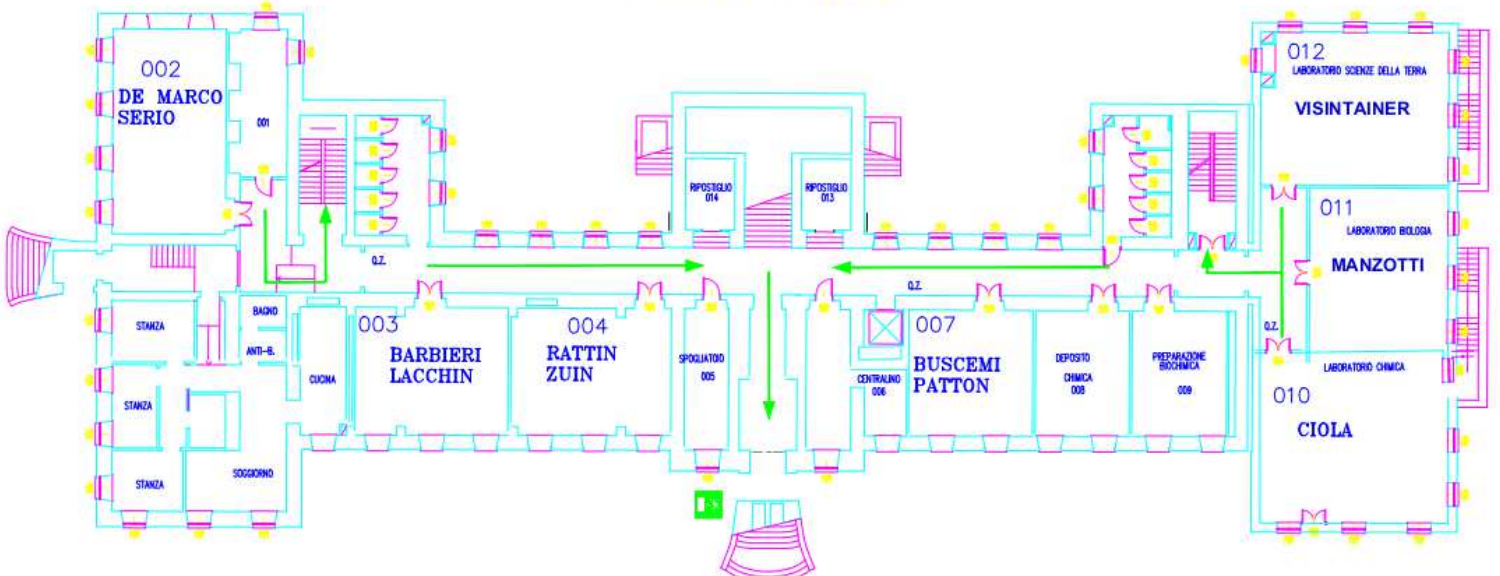 002
DE MARCO
SERIO
001
RIPOSTIGLIO
014
RIPOSTIGLIO
013
012
LABORATORIO SCIENZE DELLA TERRA
VISINTAINER
011
LABORATORIO BIOLOGIA
MANZOTTI
Q.Z.
Q.Z.
Q.Z.
STANZA
BAGNO
ANTI-B.
CUCINA
STANZA
STANZA
SOGGIORNO
003
BARBIERI
LACCHIN
004
RATTIN
ZUIN
SPOGLIATOIO
005
CENTRALINO
006
007
BUSCEMI
PATTON
DEPOSITO
CHIMICA
008
PREPARAZIONE
BIOCHIMICA
009
LABORATORIO CHIMICA
010
CIOLA